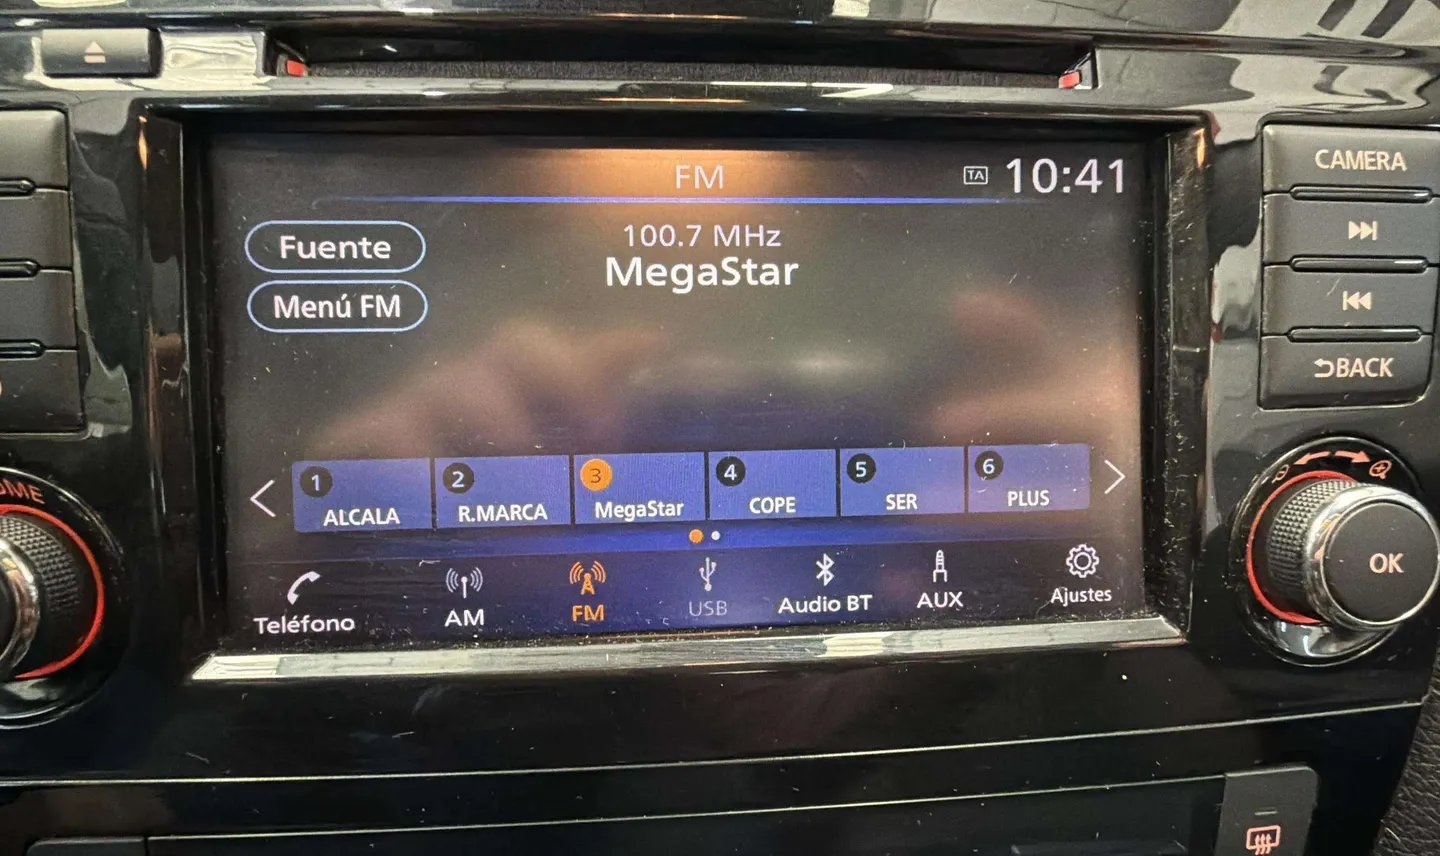 FM
TA 10:41
CAMERA
Fuente
100.7 MHz
MegaStar
Menú FM
BACK
1 2 3 4 5 6
ALCALA R.MARCA MegaStar COPE SER PLUS
OK
Teléfono AM FM USB Audio BT AUX Ajustes